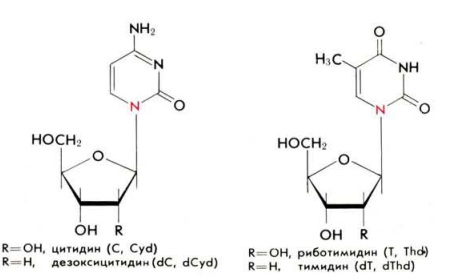 NH₂
N
N
O
HOCH₂
O
OH R
R=OH, цитидин (C, Cyd)
R=H, дезоксицитидин (dC, dCyd)
O
H₃C
NH
N
O
HOCH₂
O
OH R
R=OH, риботимидин (T, Thd)
R=H, тимидин (dT, dThd)